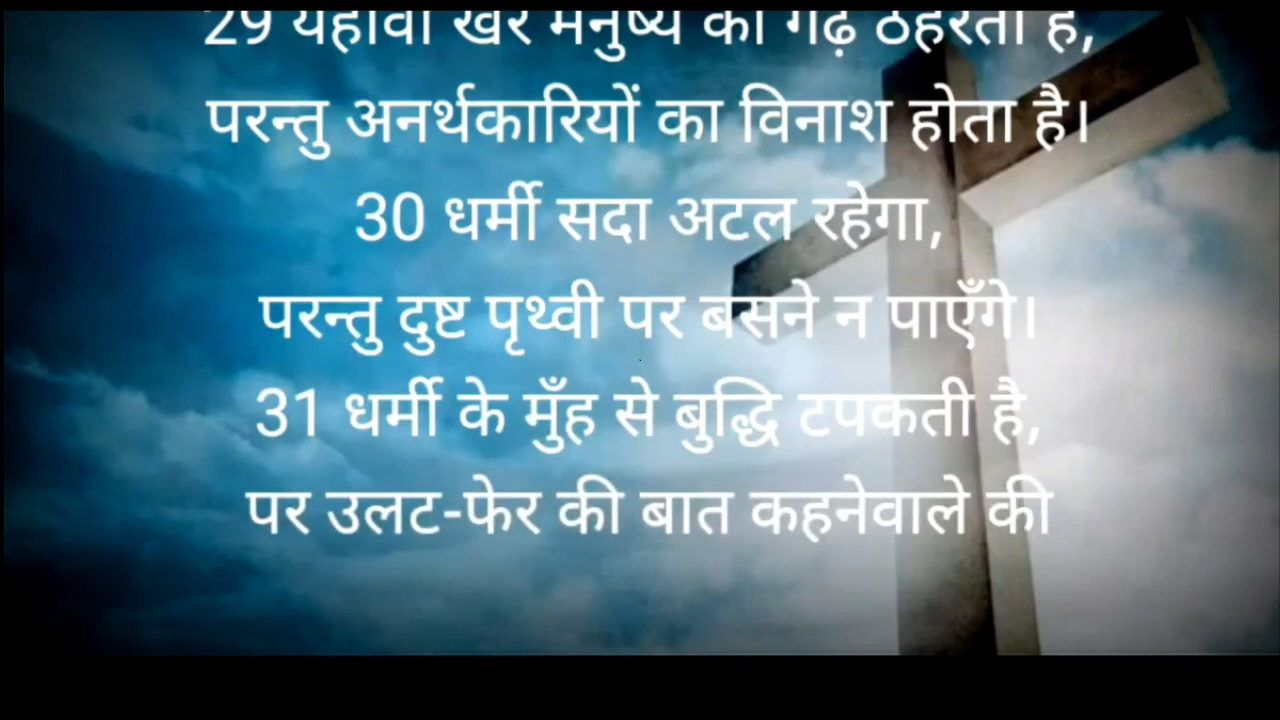 29 यहोवा खरे मनुष्य का गढ़ ठहरता है,
परन्तु अनर्थकारियों का विनाश होता है।
30 धर्मी सदा अटल रहेगा,
परन्तु दुष्ट पृथ्वी पर बसने न पाएँगे।
31 धर्मी के मुँह से बुद्धि टपकती है,
पर उलट-फेर की बात कहनेवाले की